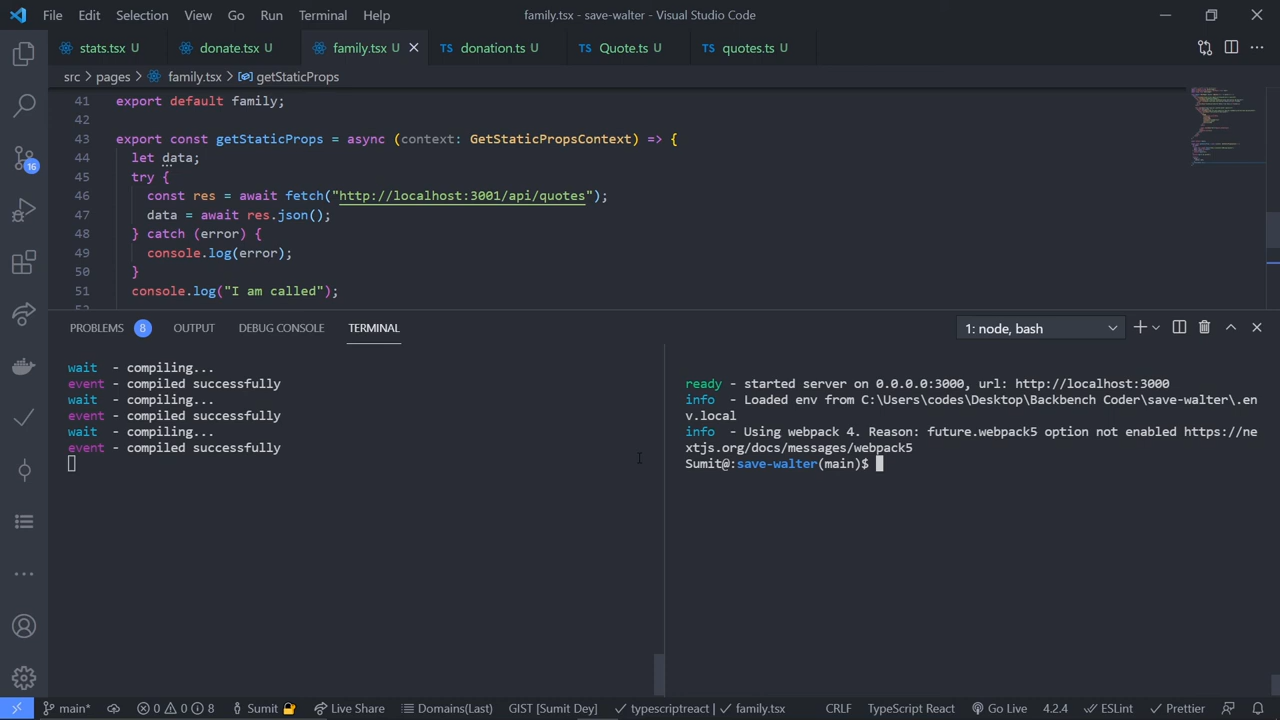 File Edit Selection View Go Run Terminal Help family.tsx - save-walter - Visual Studio Code
stats.tsx U donate.tsx U family.tsx U donation.ts U Quote.ts U quotes.ts U
src > pages > family.tsx > getStaticProps
41 export default family;
42
43 export const getStaticProps = async (context: GetStaticPropsContext) => {
44 let data;
45 try {
46 const res = await fetch("http://localhost:3001/api/quotes");
47 data = await res.json();
48 } catch (error) {
49 console.log(error);
50 }
51 console.log("I am called");
16
PROBLEMS 8 OUTPUT DEBUG CONSOLE TERMINAL 1: node, bash
wait - compiling...
event - compiled successfully
wait - compiling...
event - compiled successfully
wait - compiling...
event - compiled successfully
ready - started server on 0.0.0.0:3000, url: http://localhost:3000
info - Loaded env from C:\Users\codes\Desktop\Backbench Coder\save-walter\.en
v.local
info - Using webpack 4. Reason: future.webpack5 option not enabled https://ne
xtjs.org/docs/messages/webpack5
Sumit@:save-walter(main)$
main* 0 0 8 Sumit Live Share Domains(Last) GIST [Sumit Dey] typescriptreact | family.tsx CRLF TypeScript React Go Live 4.2.4 ESLint Prettier